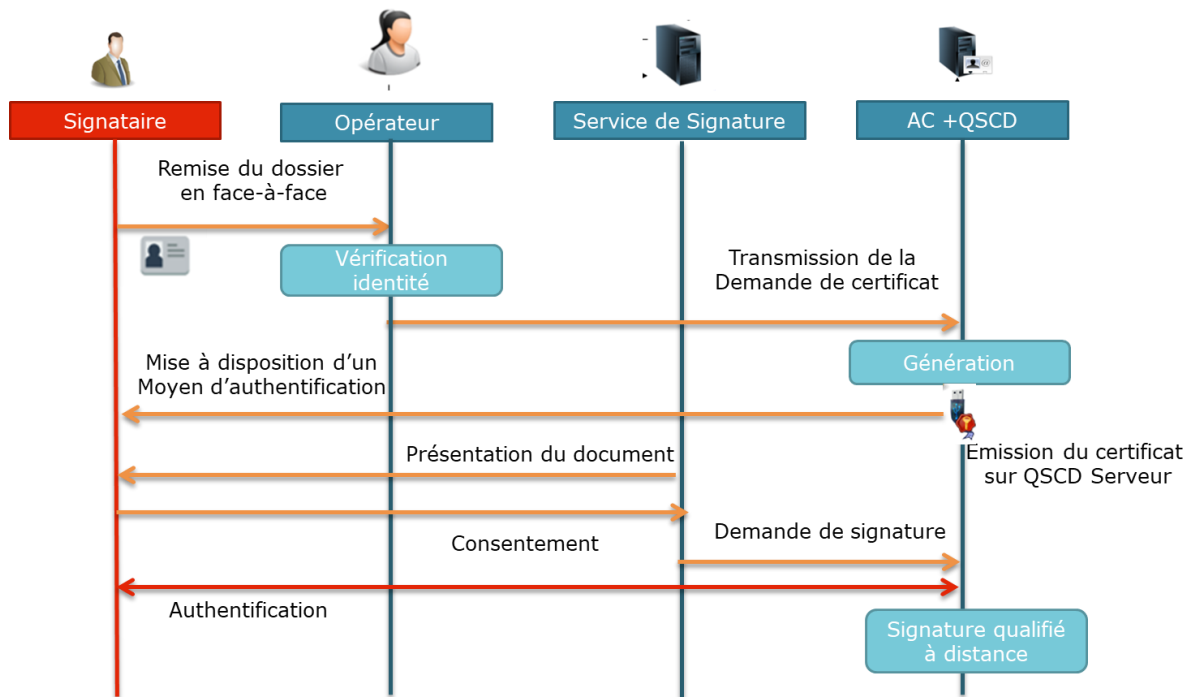 Signataire
Opérateur
Service de Signature
AC +QSCD
Remise du dossier
en face-à-face
Vérification
identité
Transmission de la
Demande de certificat
Génération
Mise à disposition d’un
Moyen d’authentification
Emission du certificat
sur QSCD Serveur
Présentation du document
Consentement
Demande de signature
Authentification
Signature qualifié
à distance